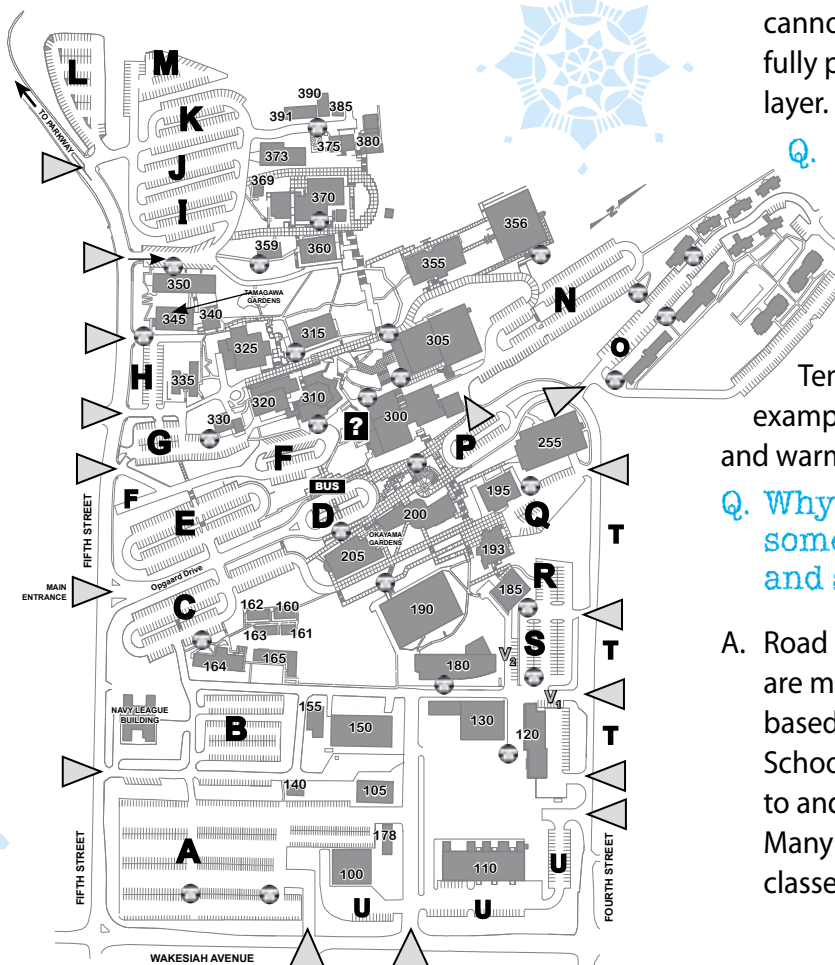 cannot
fully p
layer.
Q.
L
M
TO PARKWAY
K
390
385
391
380
375
373
J
369
370
I
356
359
360
355
350
TAMAGAWA
GARDENS
N
345
340
315
305
325
O
H
335
320
310
300
330
?
Ten
examp
and warn
G
F
P
255
F
BUS
195
E
D
200
Q
FIFTH STREET
OKAYAMA
GARDENS
205
193
T
Q. Why
some
and s
Opgaard Drive
R
MAIN
ENTRANCE
C
185
162
160
190
163
161
S
T
A. Road
are m
based
Schoo
to and
Many
classe
164
165
180
V2
V1
NAVY LEAGUE
BUILDING
B
155
150
130
120
T
140
105
178
A
100
110
U
FIFTH STREET
FOURTH STREET
U
U
WAKESIAH AVENUE